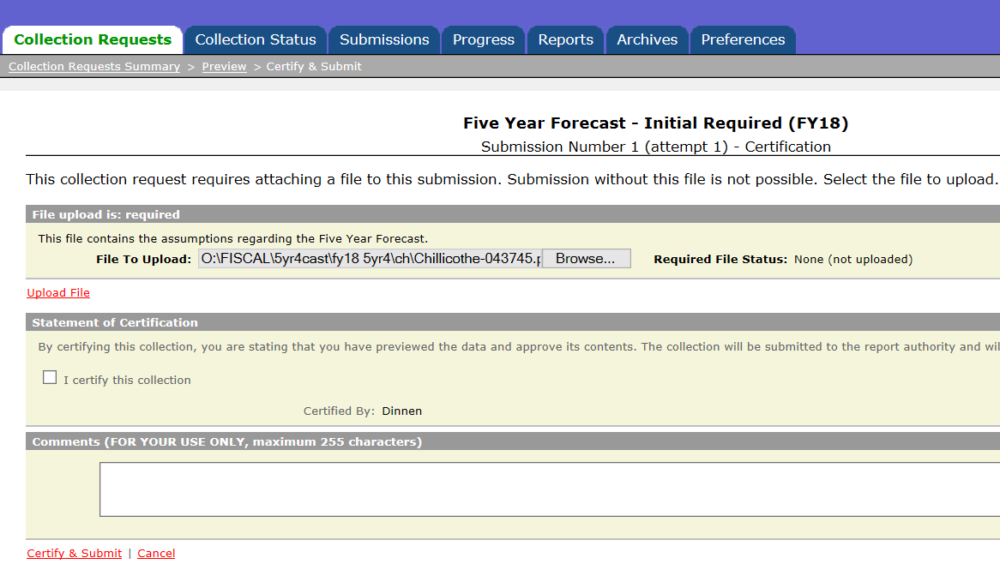 Collection Requests Collection Status Submissions Progress Reports Archives Preferences
Collection Requests Summary > Preview > Certify & Submit
Five Year Forecast - Initial Required (FY18)
Submission Number 1 (attempt 1) - Certification
This collection request requires attaching a file to this submission. Submission without this file is not possible. Select the file to upload.
File upload is: required
This file contains the assumptions regarding the Five Year Forecast.
File To Upload: O:\FISCAL\5yr4cast\fy18 5yr4\ch\Chillicothe-043745.p Browse... Required File Status: None (not uploaded)
Upload File
Statement of Certification
By certifying this collection, you are stating that you have previewed the data and approve its contents. The collection will be submitted to the report authority and wil
I certify this collection
Certified By: Dinnen
Comments (FOR YOUR USE ONLY, maximum 255 characters)
Certify & Submit | Cancel